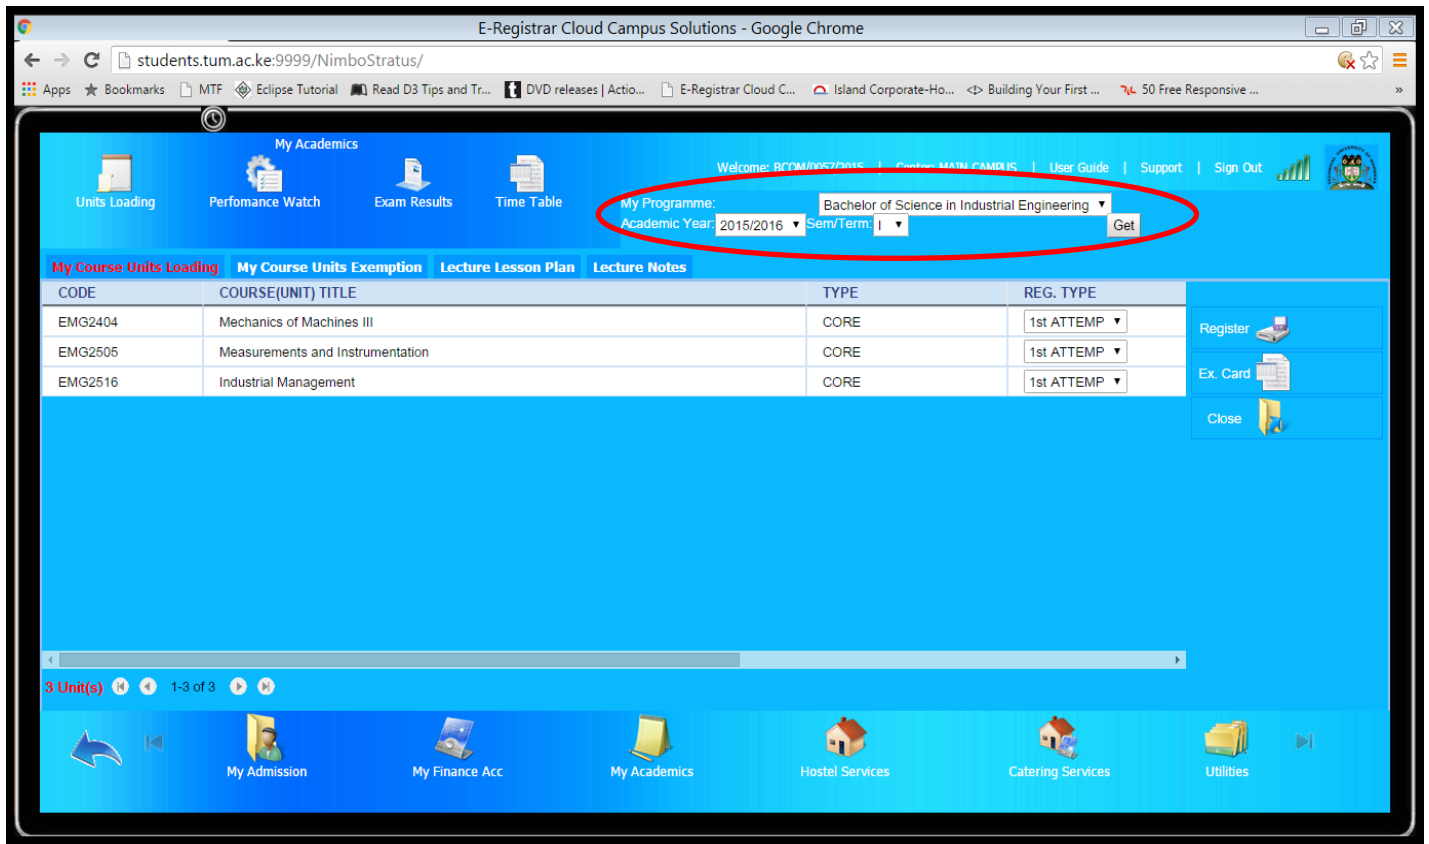 E-Registrar Cloud Campus Solutions - Google Chrome
students.tum.ac.ke:9999/NimboStratus/
Apps Bookmarks MTF Eclipse Tutorial Read D3 Tips and Tr... DVD releases | Actio... E-Registrar Cloud C... Island Corporate-Ho... Building Your First ... 50 Free Responsive ... »
My Academics
Welcome: BCOM/0057/2015 | Center: MAIN CAMPUS | User Guide | Support | Sign Out
Units Loading Perfomance Watch Exam Results Time Table
My Programme: Bachelor of Science in Industrial Engineering
Academic Year: 2015/2016 Sem/Term: I Get
My Course Units Loading My Course Units Exemption Lecture Lesson Plan Lecture Notes
CODE COURSE(UNIT) TITLE TYPE REG. TYPE
EMG2404 Mechanics of Machines III CORE 1st ATTEMP
EMG2505 Measurements and Instrumentation CORE 1st ATTEMP
EMG2516 Industrial Management CORE 1st ATTEMP
Register
Ex. Card
Close
3 Unit(s) 1-3 of 3
My Admission My Finance Acc My Academics Hostel Services Catering Services Utilities